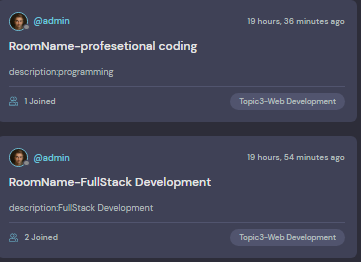 @admin 19 hours, 36 minutes ago
RoomName-profesetional coding
description:programming
1 Joined Topic3-Web Development
@admin 19 hours, 54 minutes ago
RoomName-FullStack Development
description:FullStack Development
2 Joined Topic3-Web Development